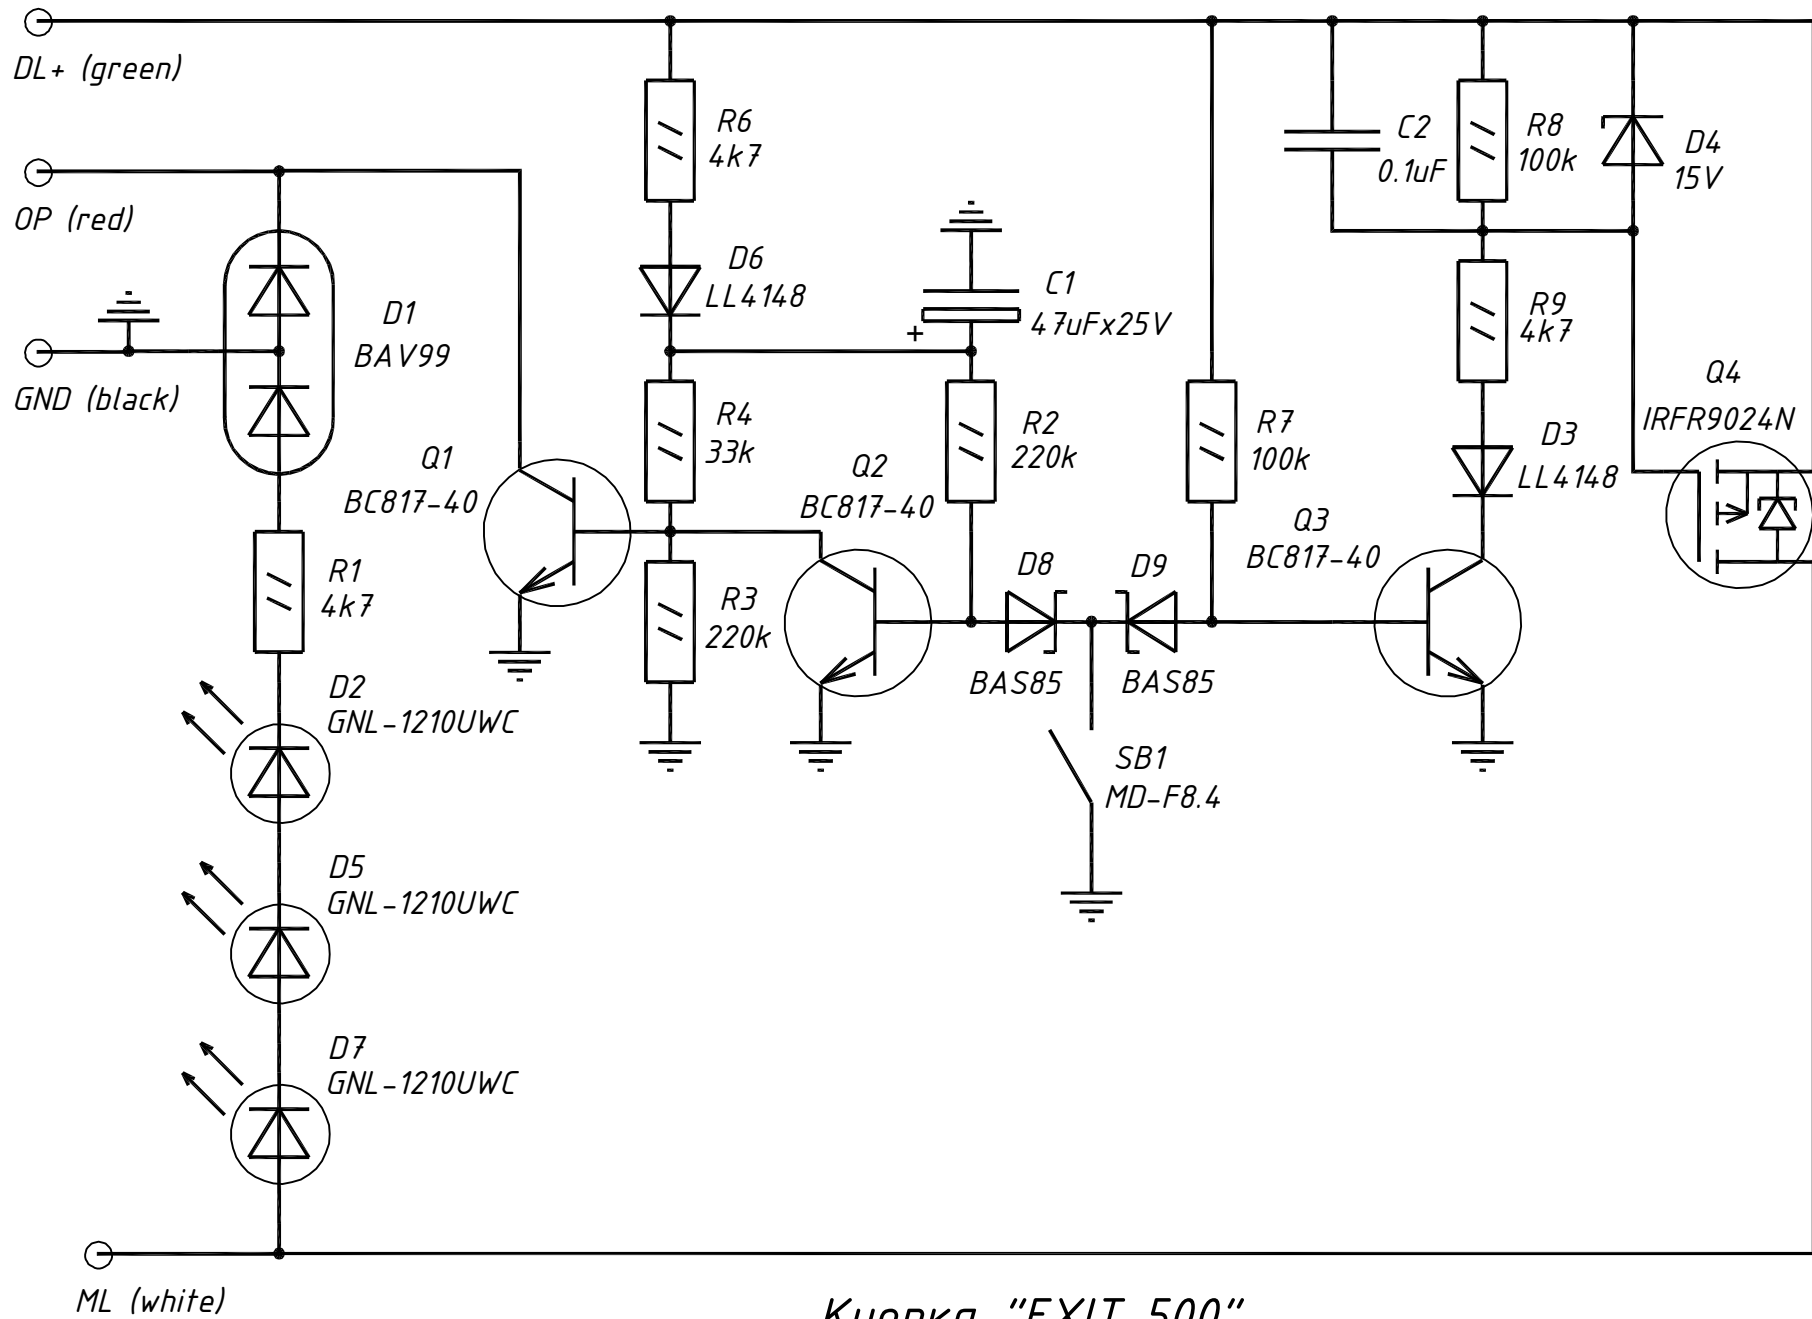 DL+ (green)
R6
4k7
C2
0.1uF
R8
100k
D4
15V
OP (red)
D6
LL4148
C1
+
47uFx25V
D1
BAV99
R9
4k7
GND (black)
Q4
IRFR9024N
R4
33k
R2
220k
R7
100k
D3
LL4148
Q1
BC817-40
Q2
BC817-40
Q3
BC817-40
R1
4k7
R3
220k
D8
BAS85
D9
BAS85
D2
GNL-1210UWC
SB1
MD-F8.4
D5
GNL-1210UWC
D7
GNL-1210UWC
ML (white)
Кнопка "EXIT 500"